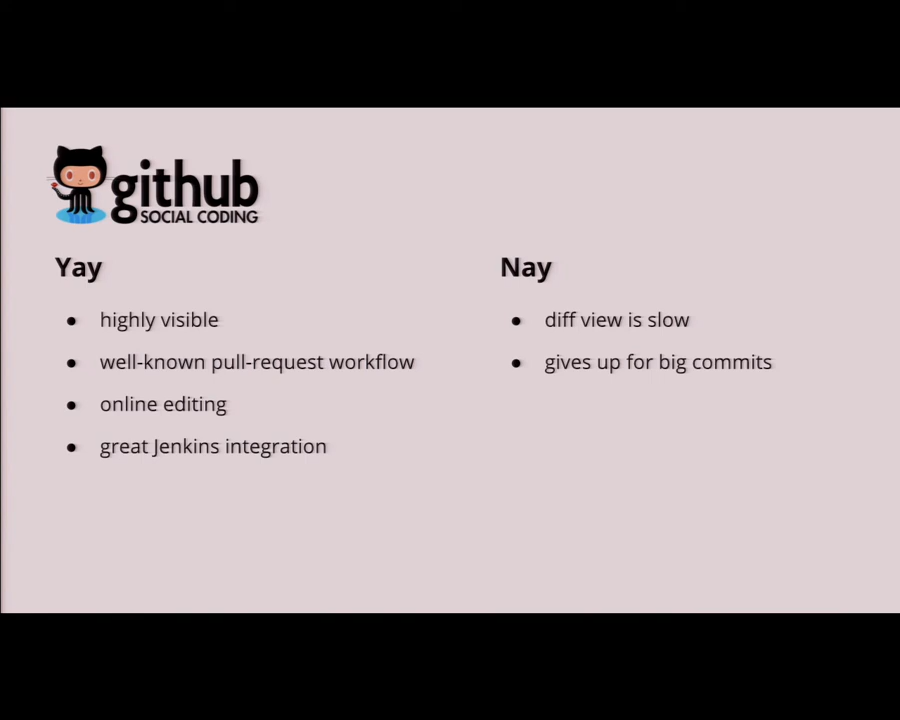 github
SOCIAL CODING
Yay
● highly visible
● well-known pull-request workflow
● online editing
● great Jenkins integration
Nay
● diff view is slow
● gives up for big commits